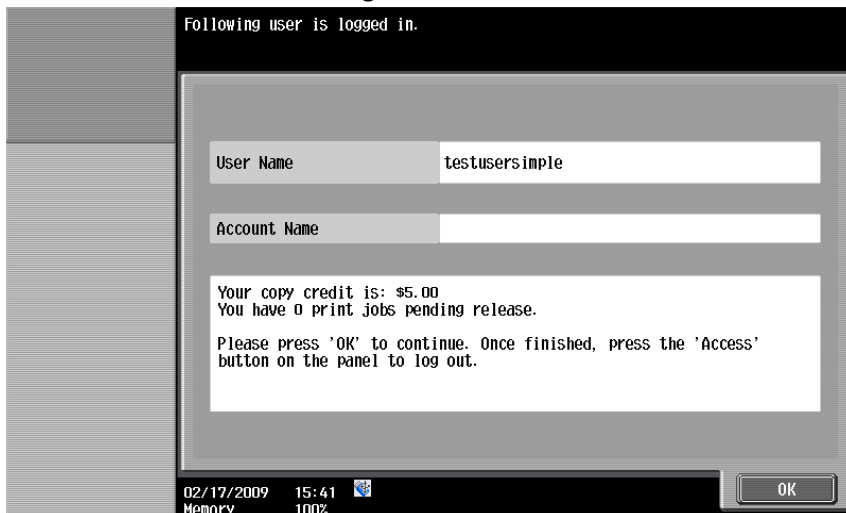 Following user is logged in.
User Name
testusersimple
Account Name
Your copy credit is: $5.00
You have 0 print jobs pending release.
Please press 'OK' to continue. Once finished, press the 'Access'
button on the panel to log out.
02/17/2009 15:41
Memory 100%
OK